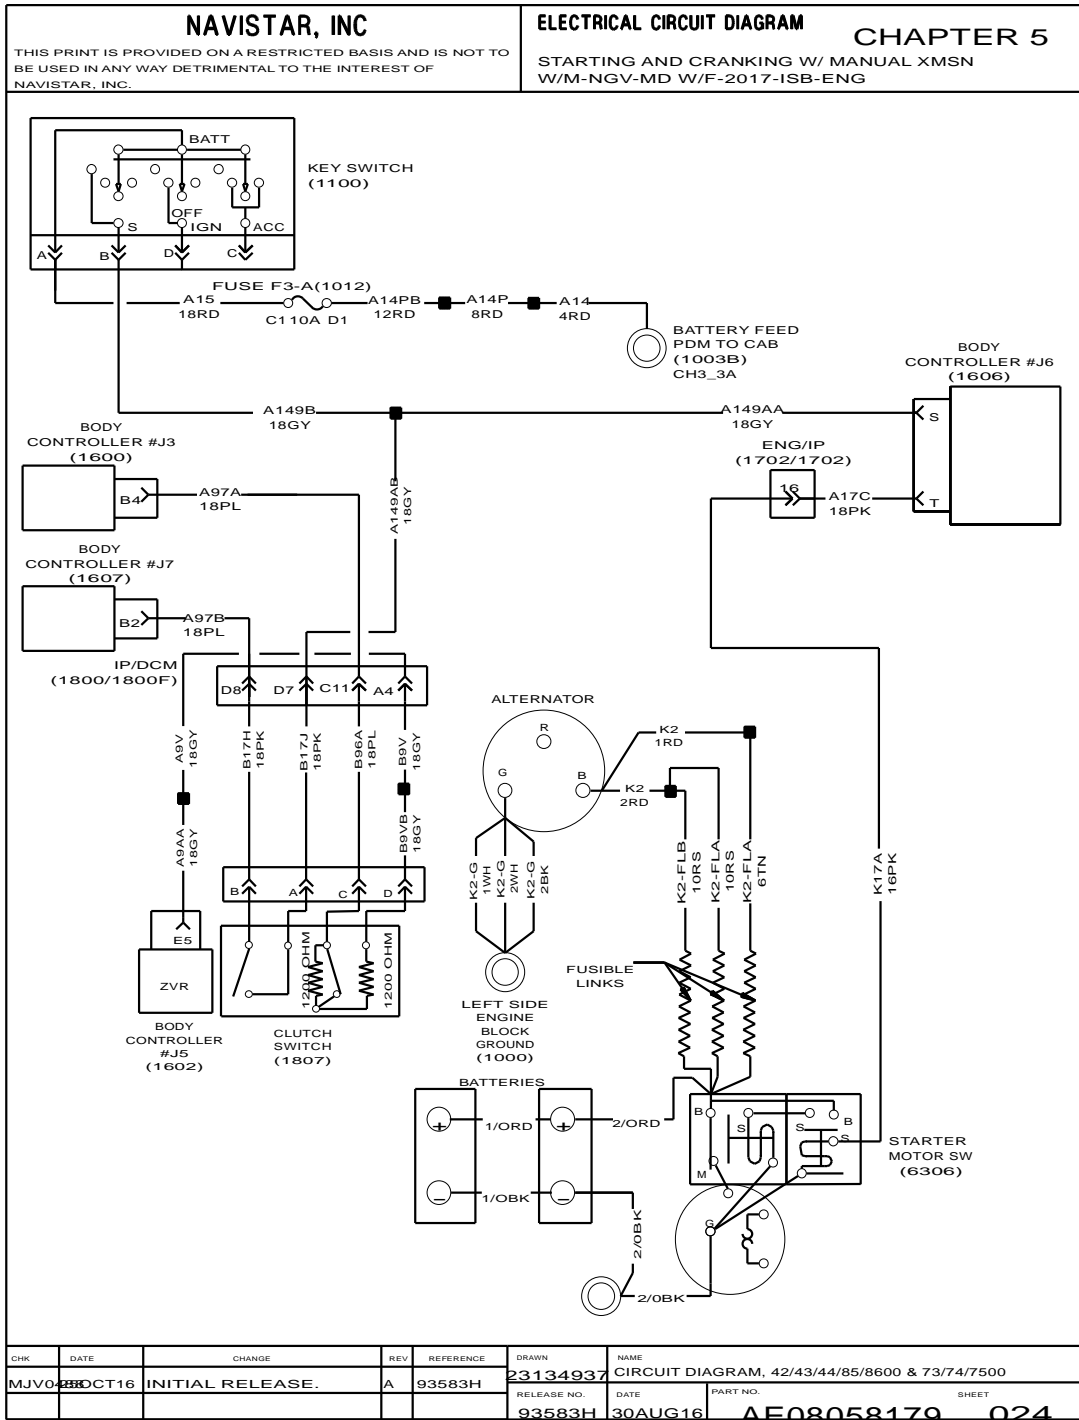 NAVISTAR, INC
THIS PRINT IS PROVIDED ON A RESTRICTED BASIS AND IS NOT TO
BE USED IN ANY WAY DETRIMENTAL TO THE INTEREST OF
NAVISTAR, INC.
ELECTRICAL CIRCUIT DIAGRAM
CHAPTER 5
STARTING AND CRANKING W/ MANUAL XMSN
W/M-NGV-MD W/F-2017-ISB-ENG
BATT
KEY SWITCH
(1100)
OFF
S
IGN
ACC
A
B
D
C
FUSE F3-A(1012)
A15
18RD
C110A D1
A14PB
12RD
A14P
8RD
A14
4RD
BATTERY FEED
PDM TO CAB
(1003B)
CH3_3A
BODY
CONTROLLER #J6
(1606)
S
T
A149B
18GY
A149AA
18GY
ENG/IP
(1702/1702)
16
A17C
18PK
BODY
CONTROLLER #J3
(1600)
B4
A97A
18PL
A149AB
18GY
BODY
CONTROLLER #J7
(1607)
B2
A97B
18PL
IP/DCM
(1800/1800F)
D8
D7
C11
A4
A9V
18GY
B17H
18PK
B17J
18PK
B96A
18PL
B9V
18GY
A9AA
18GY
B9VB
18GY
B
A
C
D
E5
ZVR
BODY
CONTROLLER
#J5
(1602)
1200 OHM
1200 OHM
CLUTCH
SWITCH
(1807)
ALTERNATOR
R
G
B
K2
1RD
K2
2RD
K2-G
1WH
K2-G
2WH
K2-G
2BK
K2-FLB
10RS
K2-FLA
10RS
K2-FLA
6TN
K17A
16PK
FUSIBLE
LINKS
LEFT SIDE
ENGINE
BLOCK
GROUND
(1000)
BATTERIES
+
1/ORD
+
2/ORD
−
1/OBK
−
2/0BK
2/0BK
B
S
S
B
S
M
G
STARTER
MOTOR SW
(6306)
CHK
DATE
CHANGE
REV
REFERENCE
DRAWN
NAME
INITIAL RELEASE.
A
93583H
23134937
CIRCUIT DIAGRAM, 42/43/44/85/8600 & 73/74/7500
RELEASE NO.
DATE
PART NO.
SHEET
93583H
30AUG16
AE08058179
024